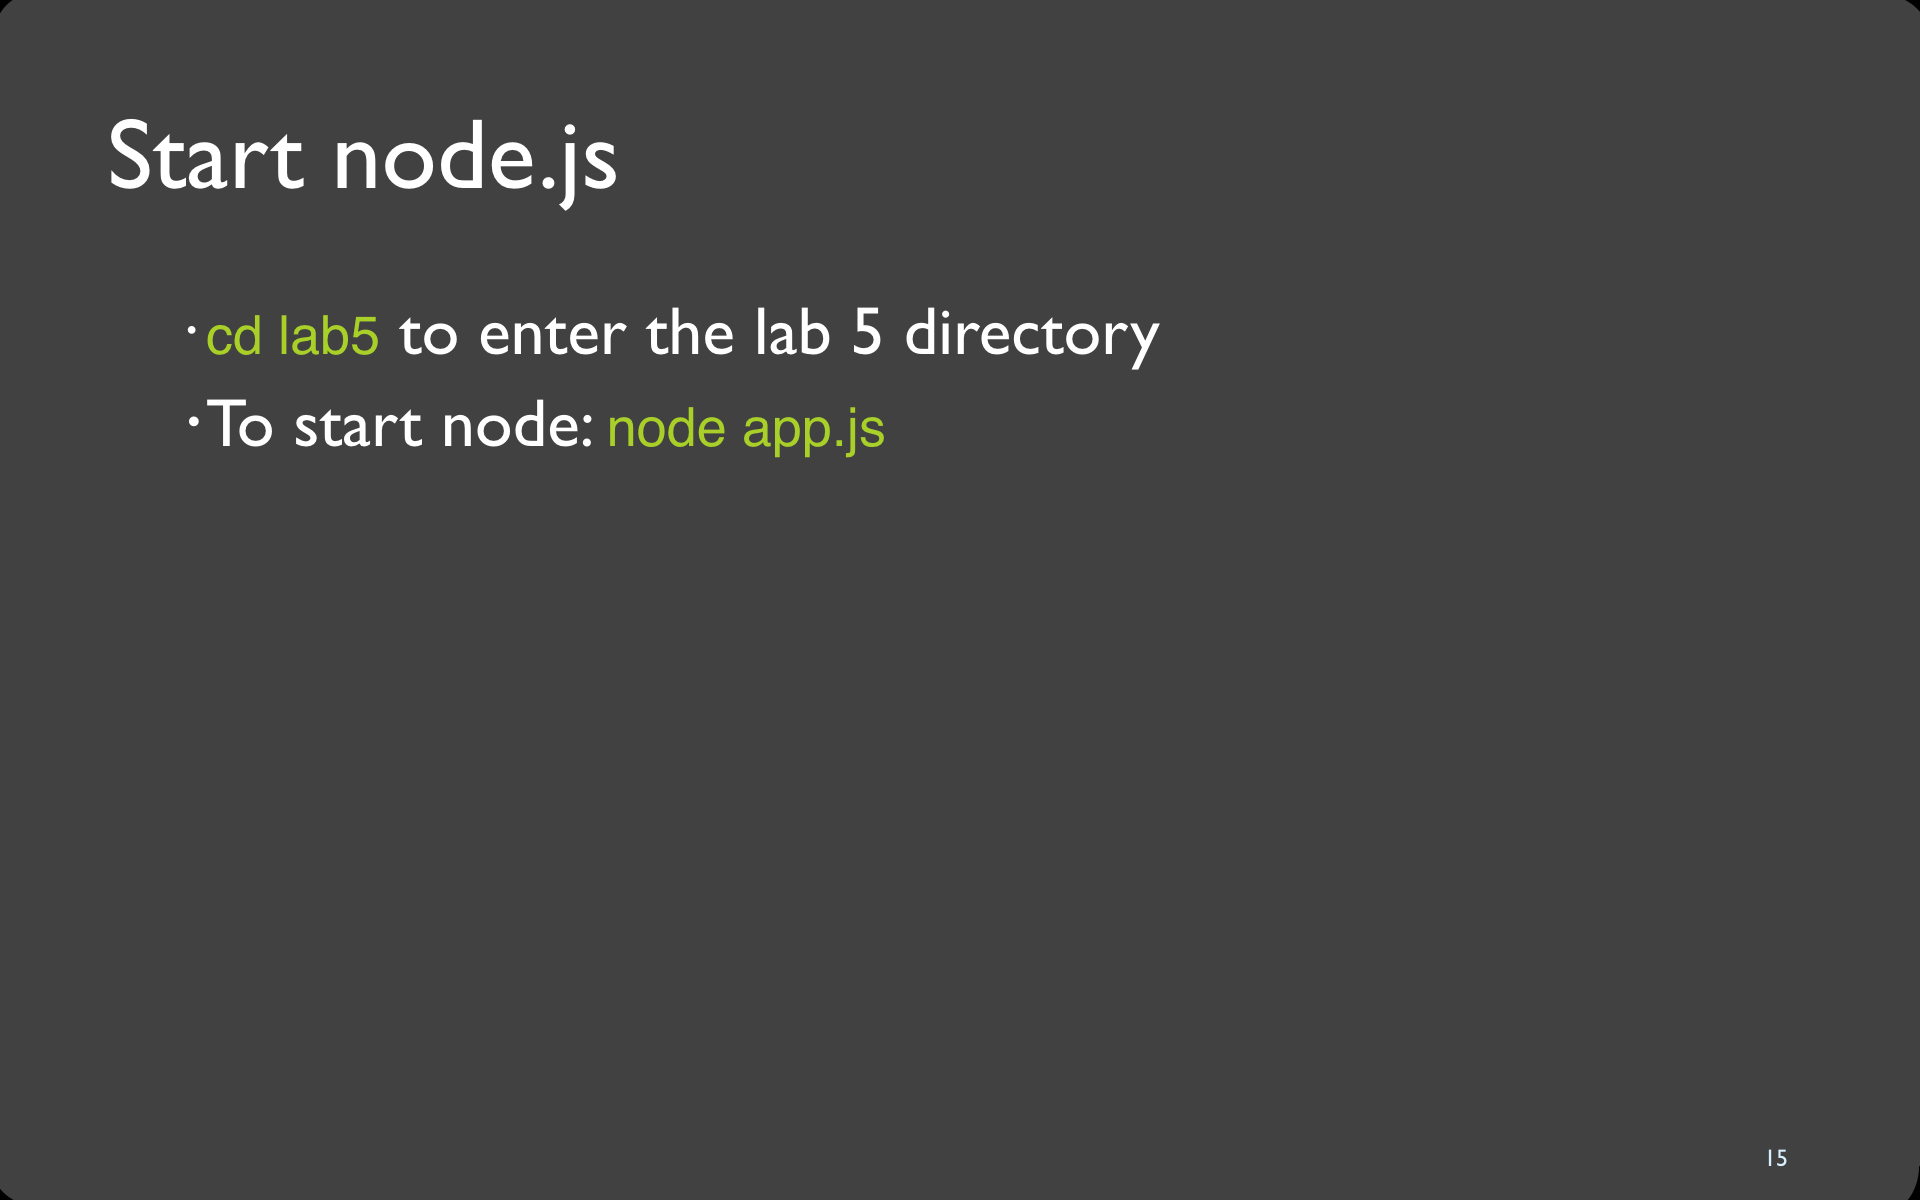 Start node.js
· cd lab5 to enter the lab 5 directory
· To start node: node app.js
15